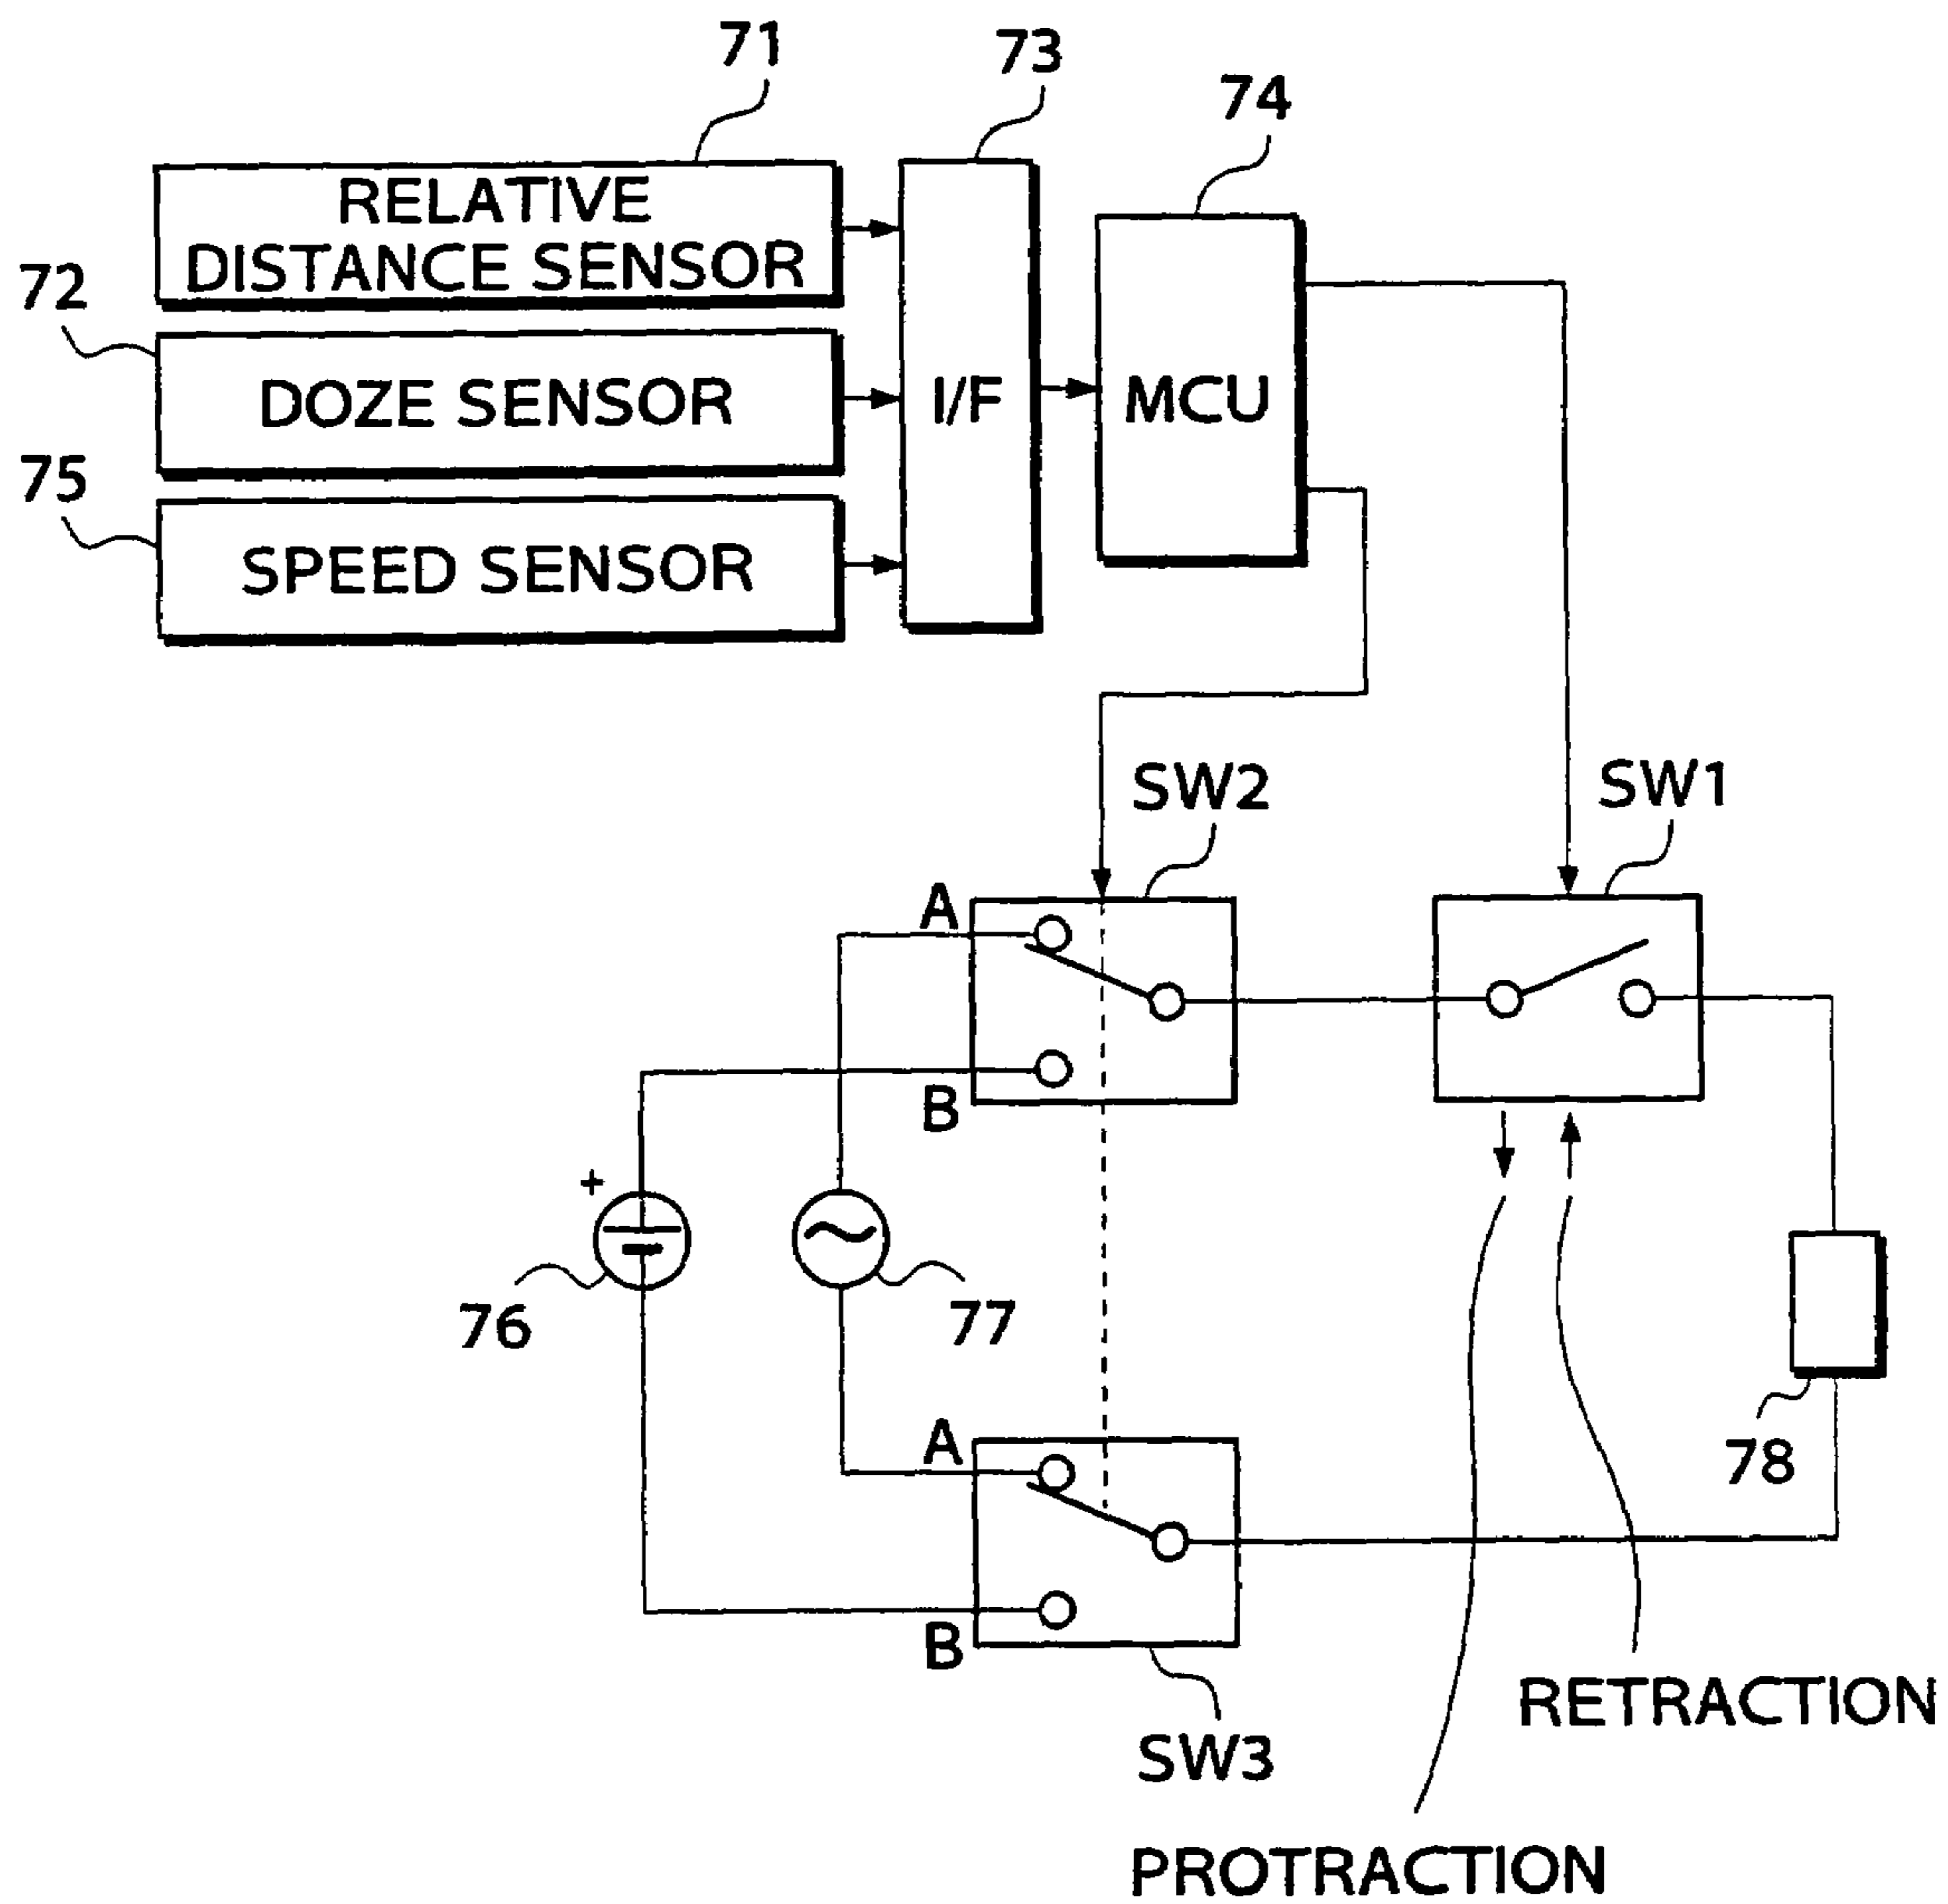 71
73
74
RELATIVE
DISTANCE SENSOR
72
DOZE SENSOR
I/F
MCU
75
SPEED SENSOR
SW2
SW1
A
B
+
76
77
A
78
B
RETRACTION
SW3
PROTRACTION